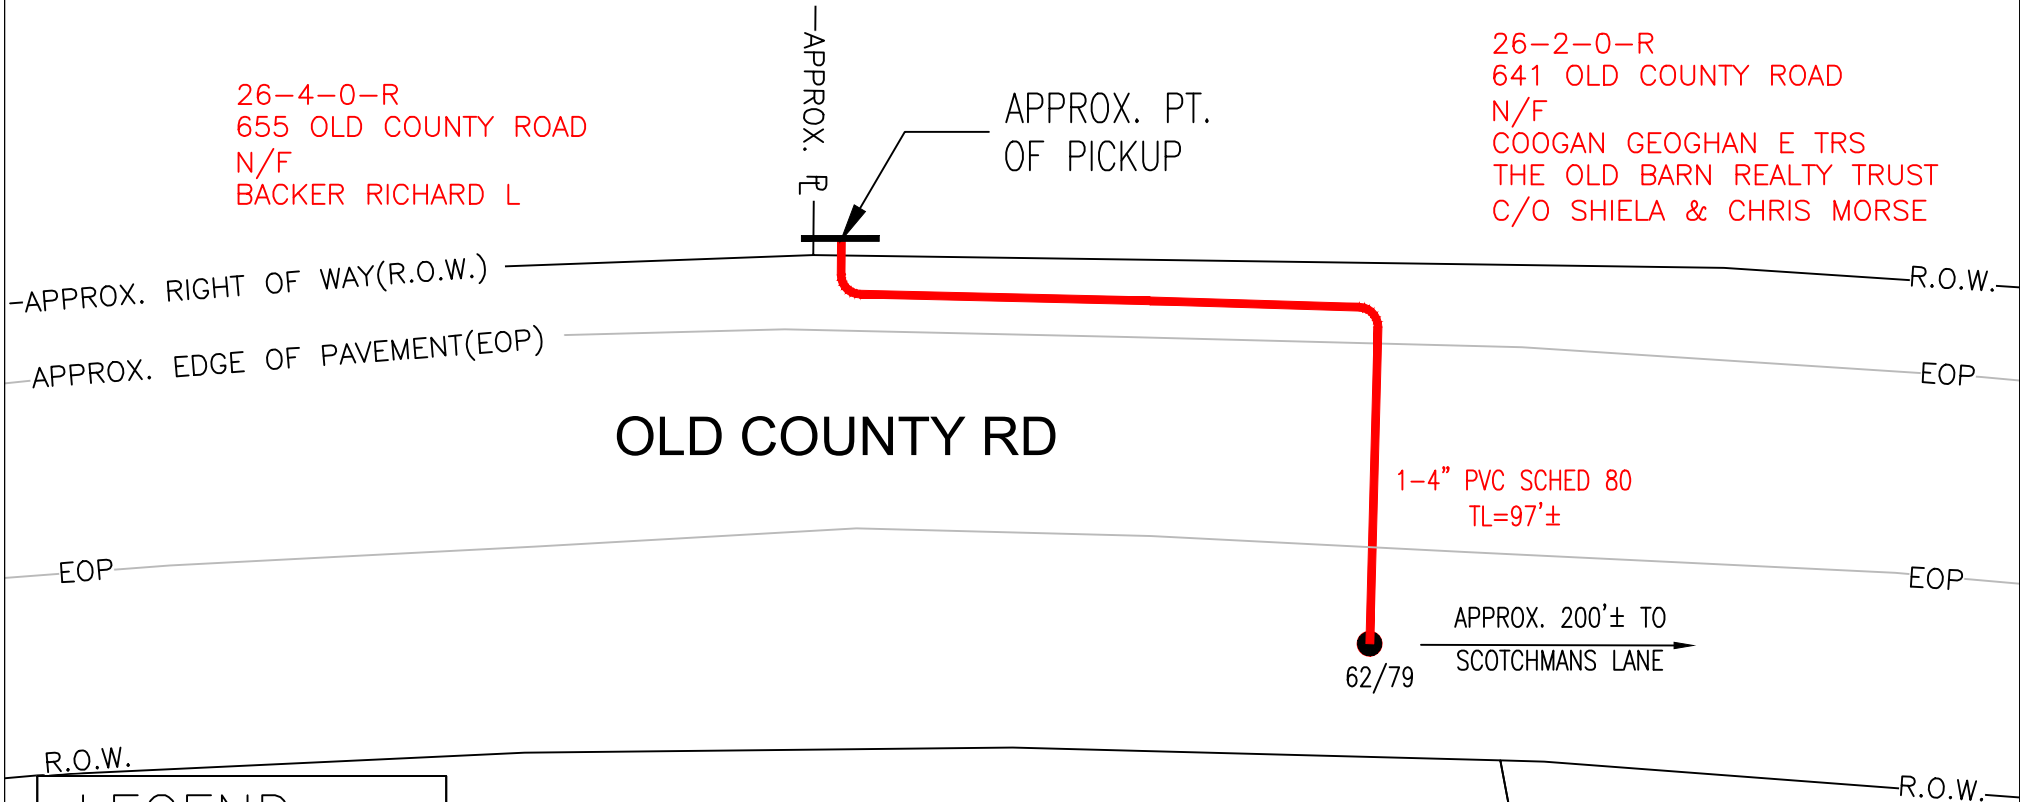 26-4-0-R
655 OLD COUNTY ROAD
N/F
BACKER RICHARD L
APPROX. PL
APPROX. PT.
OF PICKUP
26-2-0-R
641 OLD COUNTY ROAD
N/F
COOGAN GEOGHAN E TRS
THE OLD BARN REALTY TRUST
C/O SHIELA & CHRIS MORSE
APPROX. RIGHT OF WAY(R.O.W.)
R.O.W.
APPROX. EDGE OF PAVEMENT(EOP)
EOP
OLD COUNTY RD
1-4" PVC SCHED 80
TL=97'±
EOP
EOP
APPROX. 200'± TO
SCOTCHMANS LANE
62/79
R.O.W.
R.O.W.
LEGEND